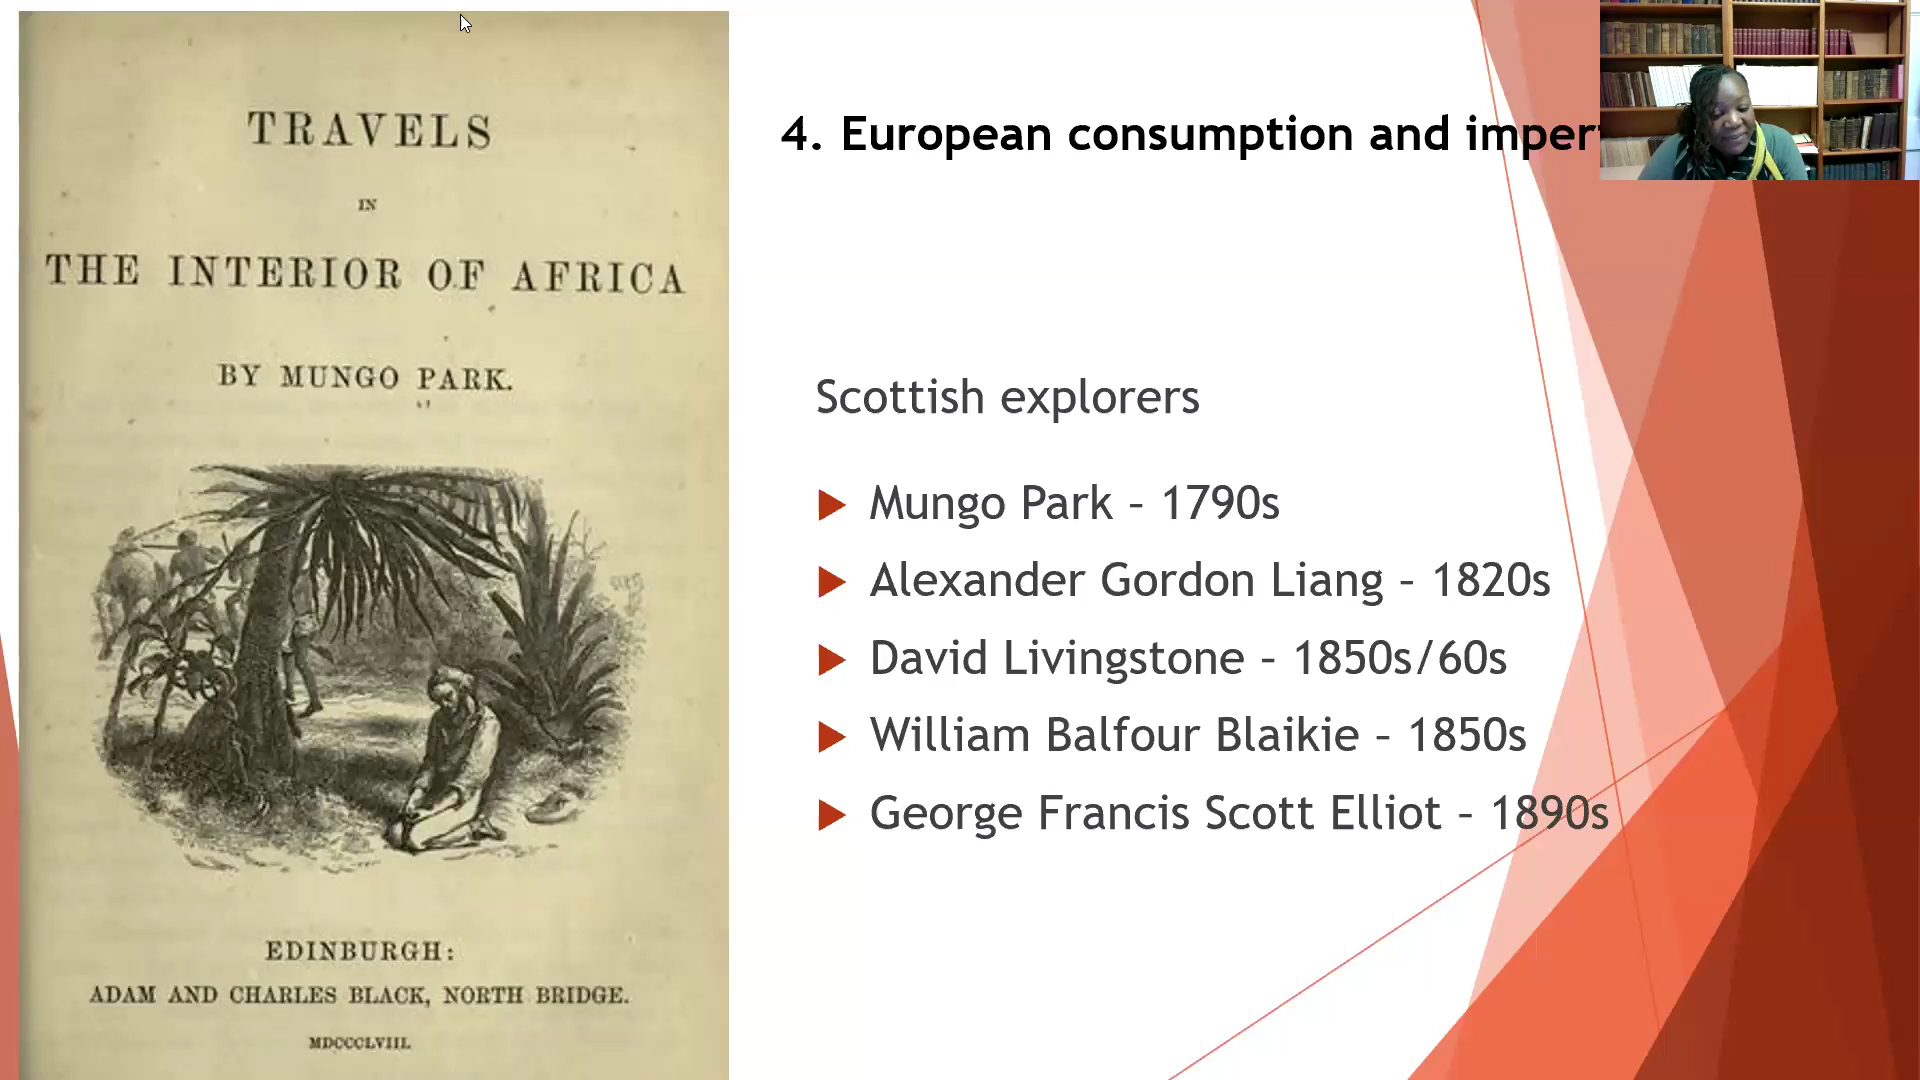 TRAVELS
IN
THE INTERIOR OF AFRICA
BY MUNGO PARK.
EDINBURGH:
ADAM AND CHARLES BLACK, NORTH BRIDGE.
MDCCCLVIII.
4. European consumption and
Scottish explorers
Mungo Park – 1790s
Alexander Gordon Liang – 1820s
David Livingstone – 1850s/60s
William Balfour Blaikie – 1850s
George Francis Scott Elliot – 1890s